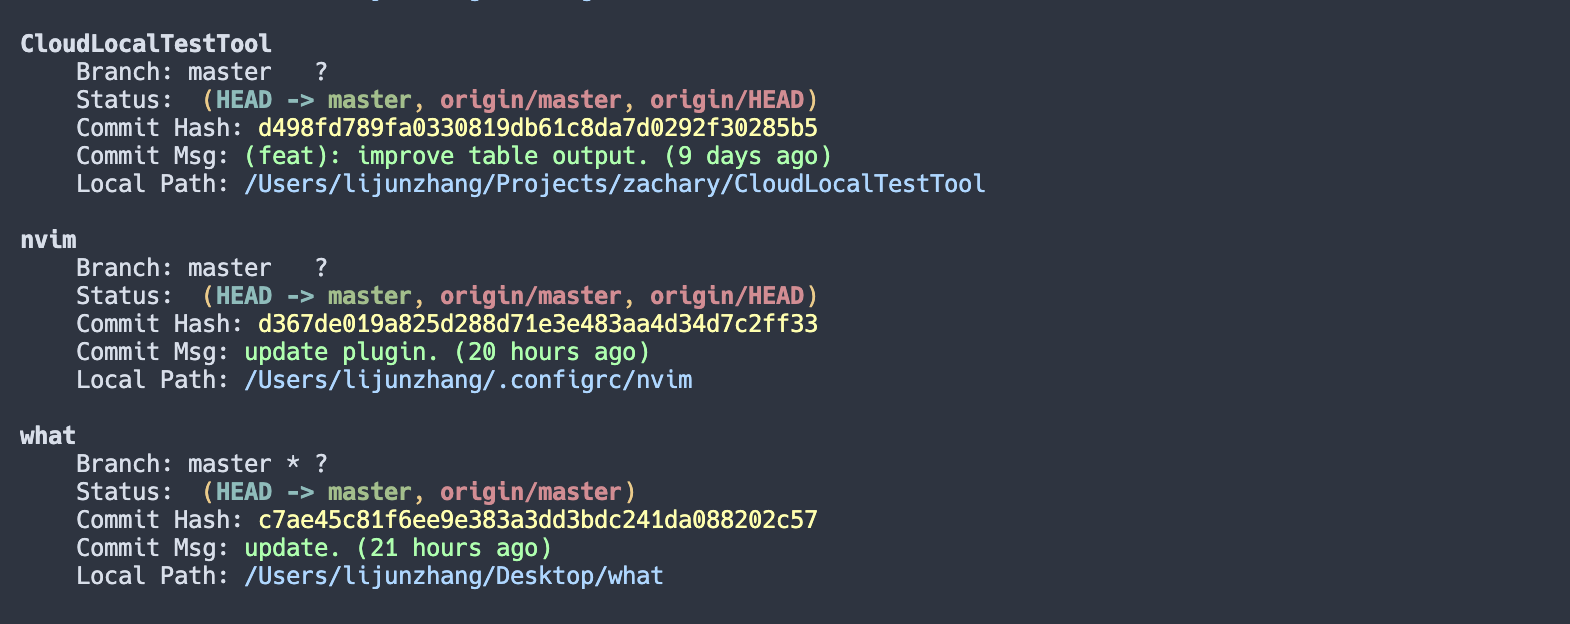 CloudLocalTestTool
    Branch: master   ?
    Status:  (HEAD -> master, origin/master, origin/HEAD)
    Commit Hash: d498fd789fa0330819db61c8da7d0292f30285b5
    Commit Msg: (feat): improve table output. (9 days ago)
    Local Path: /Users/lijunzhang/Projects/zachary/CloudLocalTestTool
nvim
    Branch: master   ?
    Status:  (HEAD -> master, origin/master, origin/HEAD)
    Commit Hash: d367de019a825d288d71e3e483aa4d34d7c2ff33
    Commit Msg: update plugin. (20 hours ago)
    Local Path: /Users/lijunzhang/.configrc/nvim
what
    Branch: master * ?
    Status:  (HEAD -> master, origin/master)
    Commit Hash: c7ae45c81f6ee9e383a3dd3bdc241da088202c57
    Commit Msg: update. (21 hours ago)
    Local Path: /Users/lijunzhang/Desktop/what